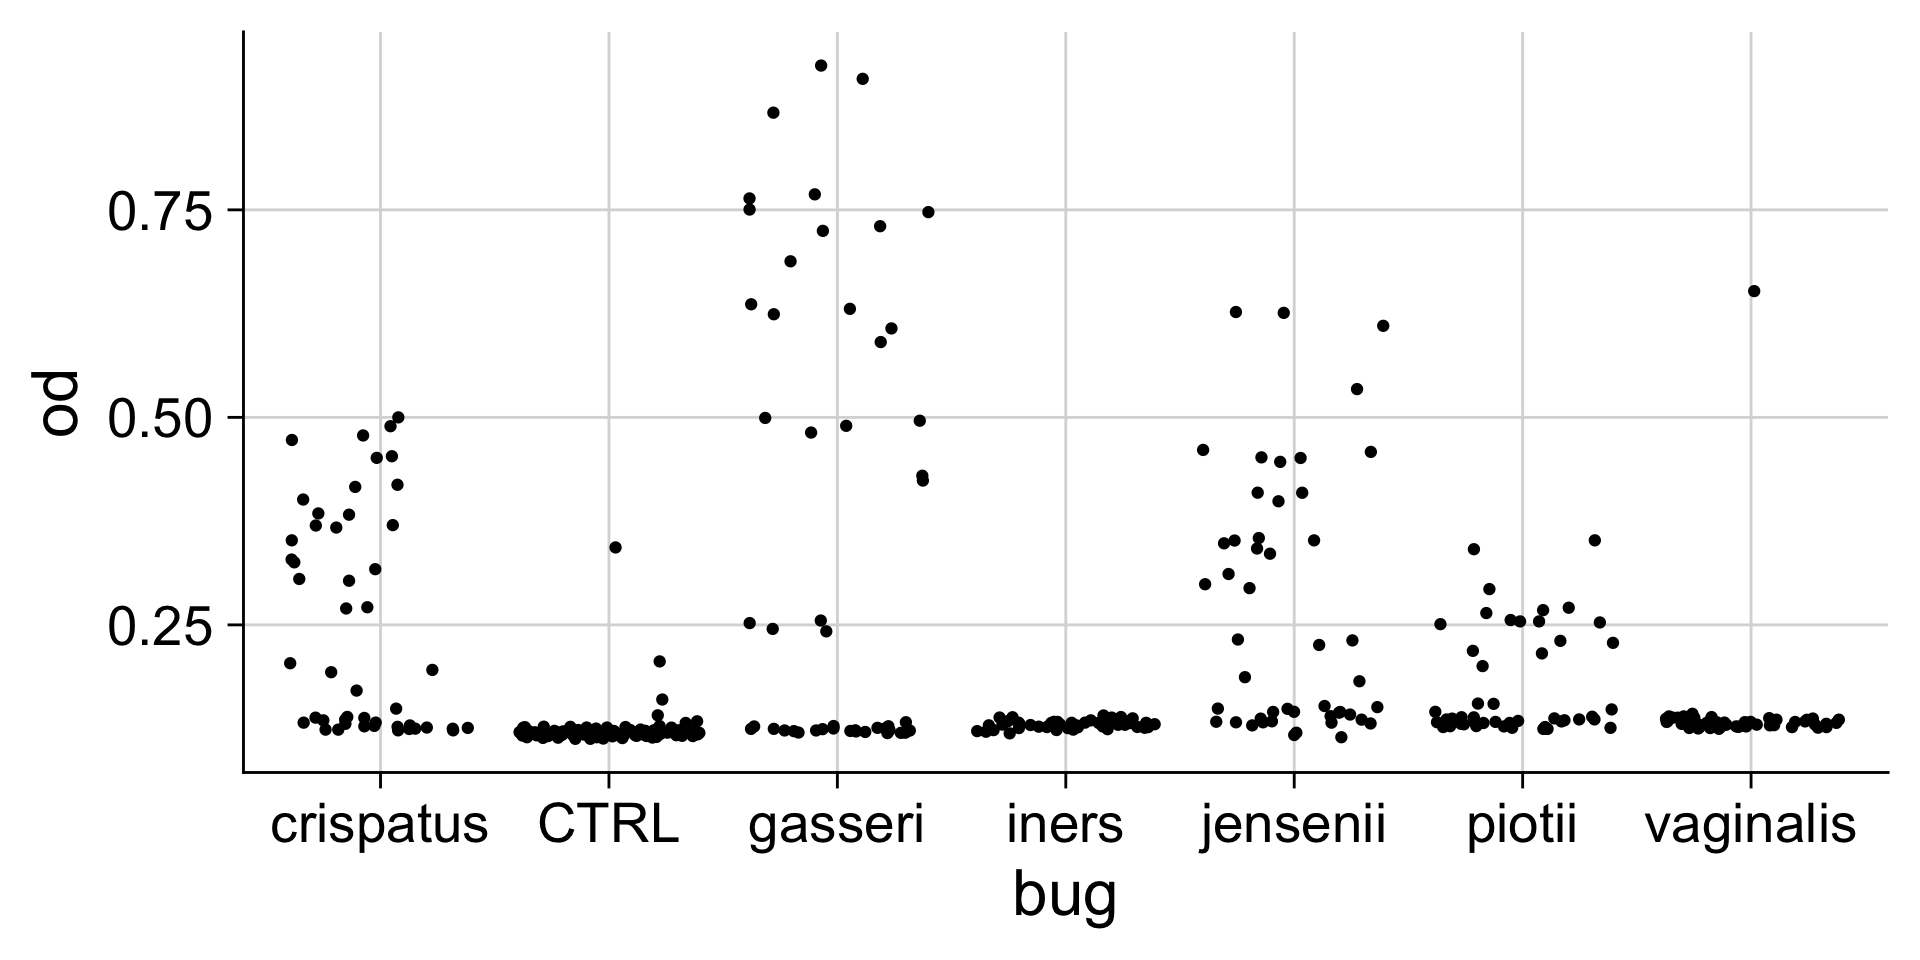 od
0.75
0.50
0.25
crispatus CTRL gasseri iners jensenii piotii vaginalis
bug